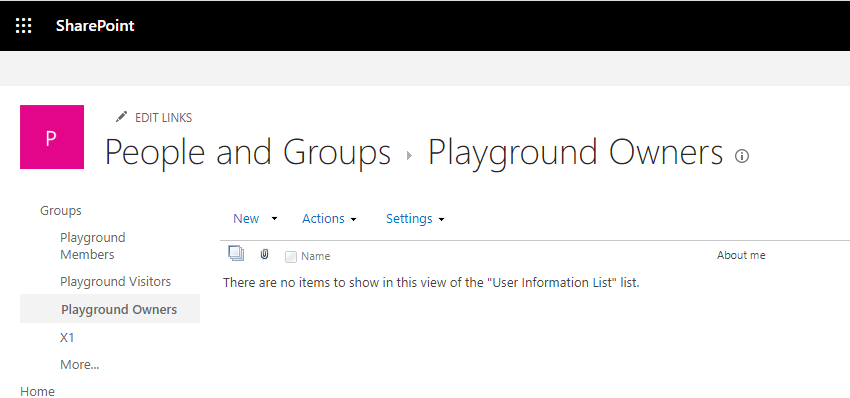 SharePoint
P
EDIT LINKS
People and Groups ▸ Playground Owners
Groups
Playground
Members
Playground Visitors
Playground Owners
X1
More...
Home
New Actions Settings
Name About me
There are no items to show in this view of the "User Information List" list.